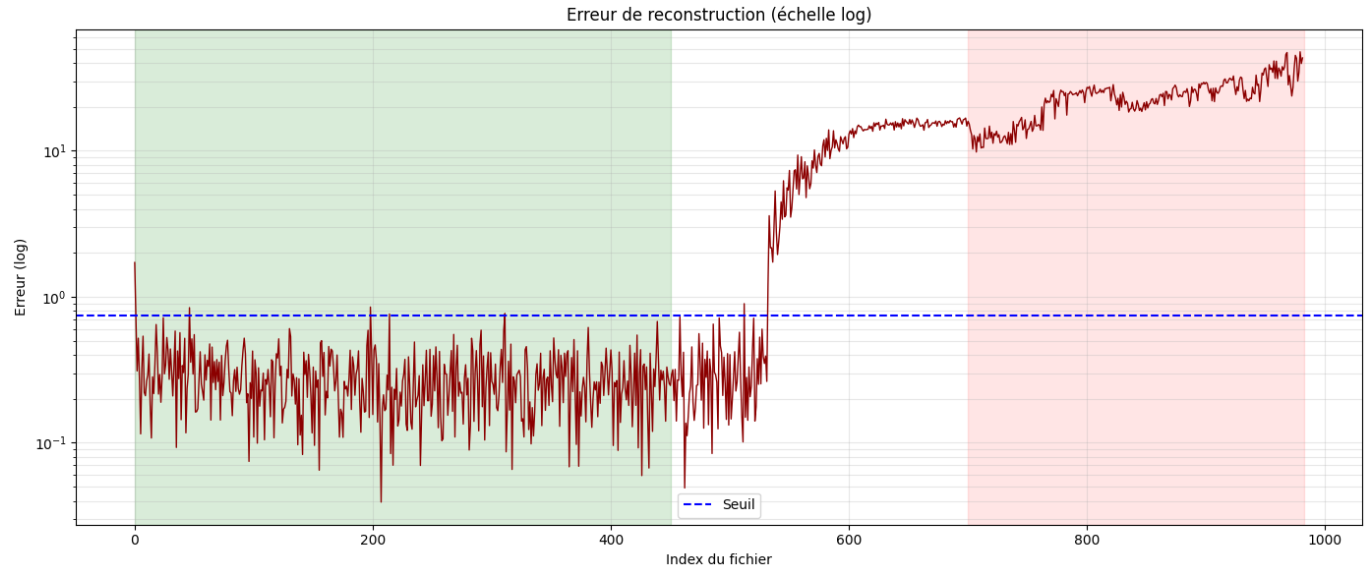 Erreur de reconstruction (échelle log)
Erreur (log)
10¹
10⁰
10⁻¹
Seuil
0
200
400
600
800
1000
Index du fichier